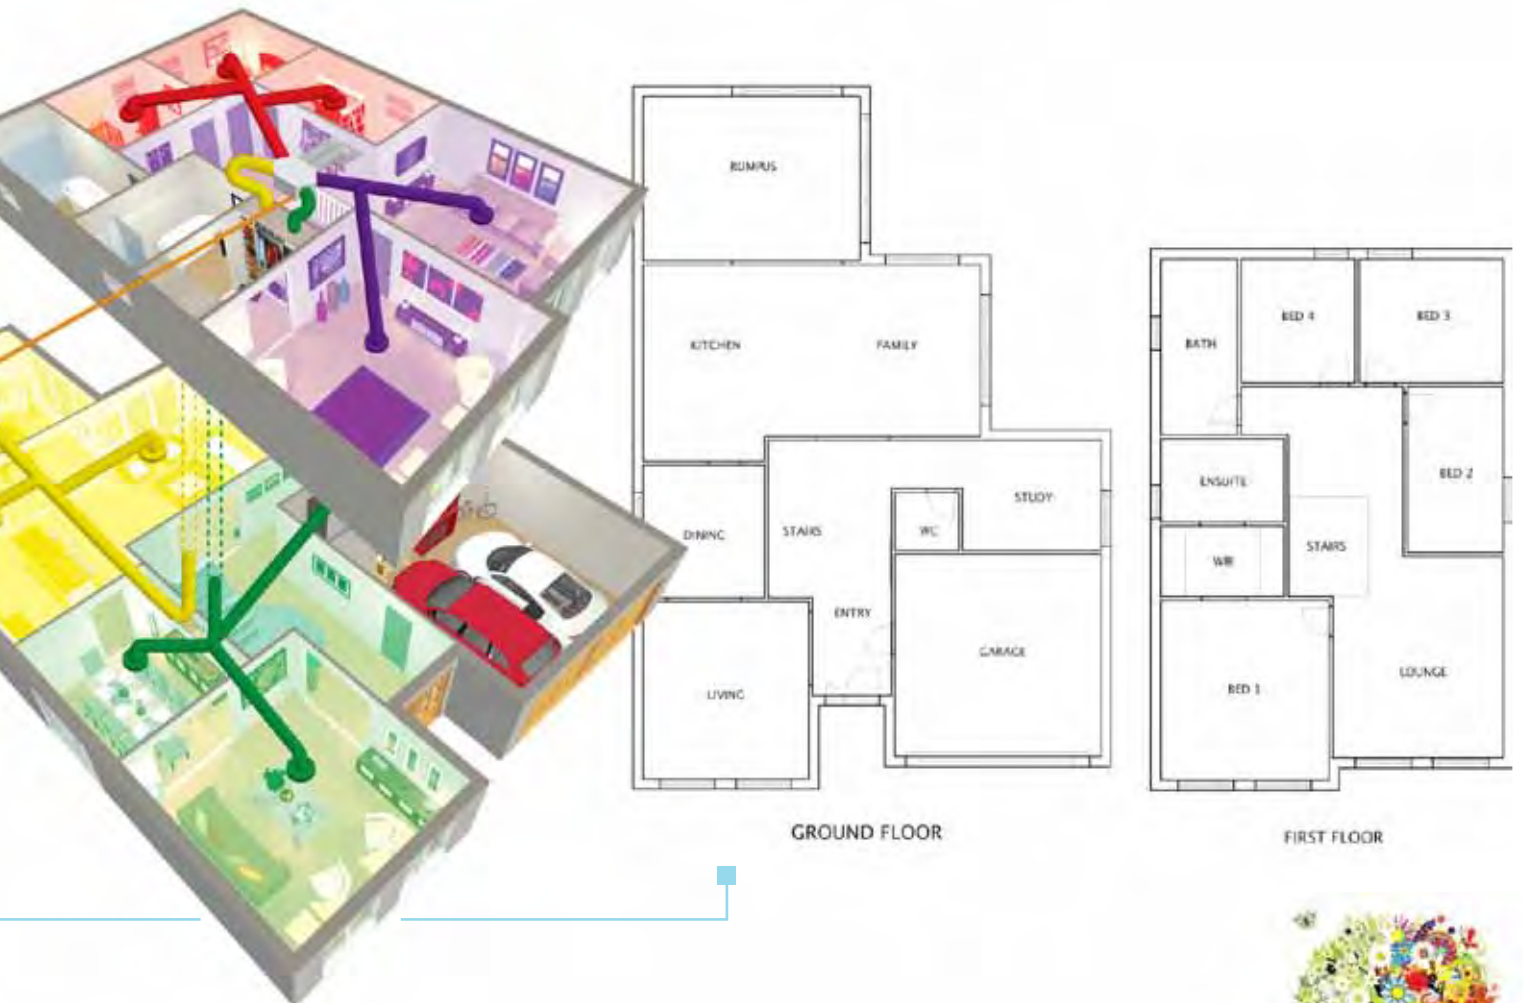 RUMPUS
KITCHEN
FAMILY
DINING
STAIRS
WC
STUDY
ENTRY
LIVING
GARAGE
GROUND FLOOR
BATH
BED 4
BED 3
ENSUITE
BED 2
WIR
STAIRS
BED 1
LOUNGE
FIRST FLOOR